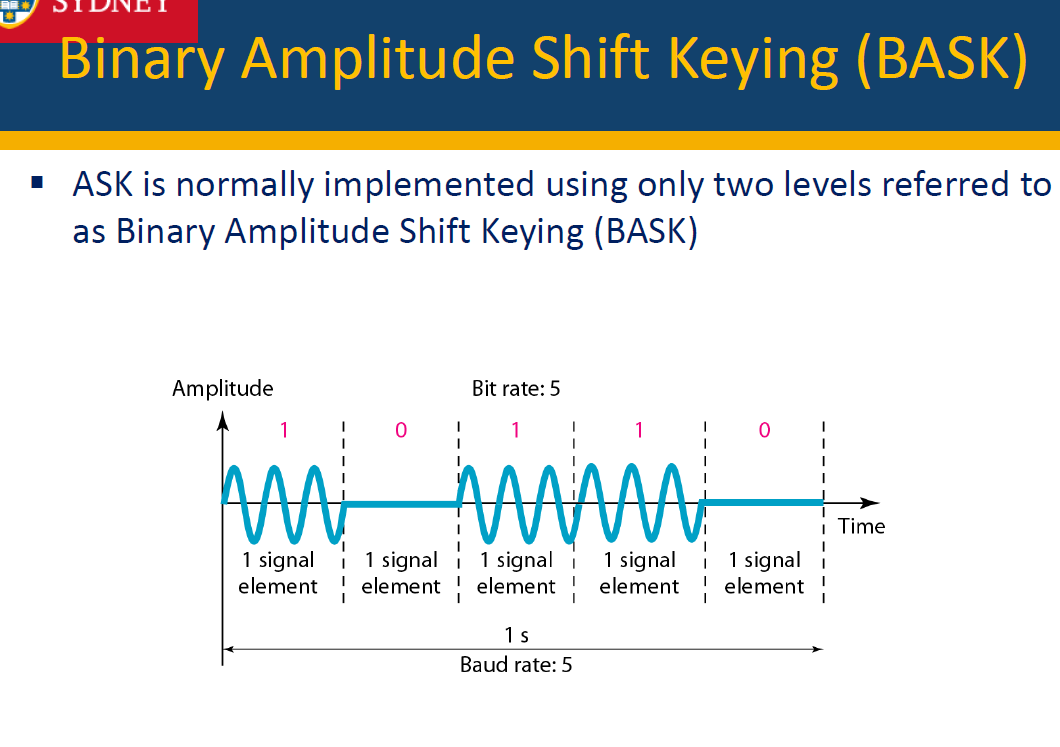 SYDNEY
Binary Amplitude Shift Keying (BASK)
▪ ASK is normally implemented using only two levels referred to
as Binary Amplitude Shift Keying (BASK)
Amplitude
Bit rate: 5
1 0 1 1 0
Time
1 signal element
1 signal element
1 signal element
1 signal element
1 signal element
1 s
Baud rate: 5